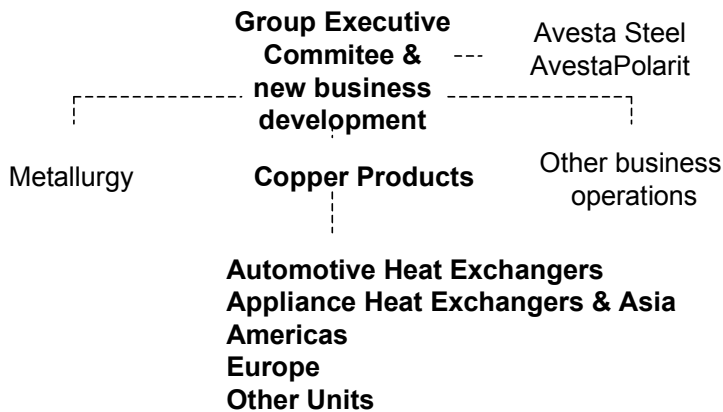 Group Executive
Commitee &
new business
development
Avesta Steel
AvestaPolarit
Metallurgy
Copper Products
Other business
operations
Automotive Heat Exchangers
Appliance Heat Exchangers & Asia
Americas
Europe
Other Units